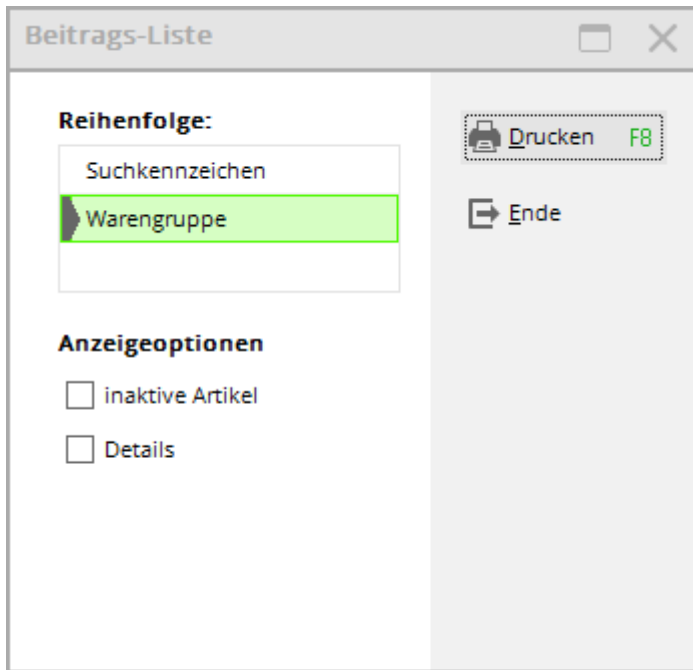 Beitrags-Liste
Reihenfolge:
Suchkennzeichen
Warengruppe
Anzeigeoptionen
inaktive Artikel
Details
Drucken F8
Ende